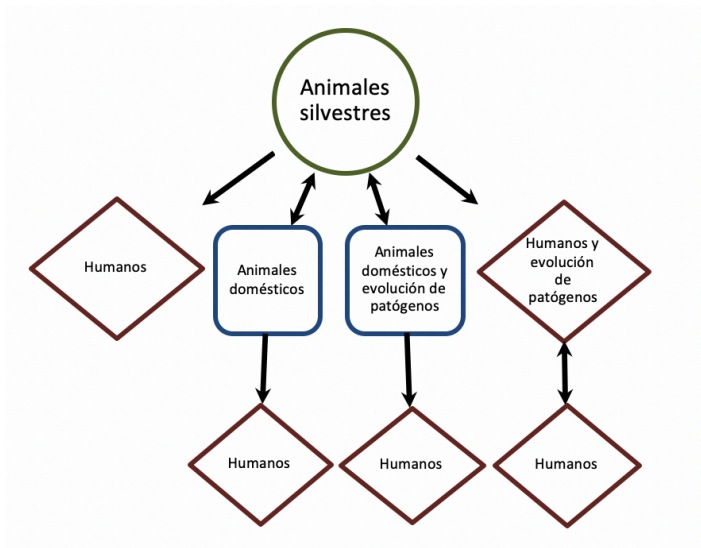 Animales
silvestres
Humanos
Animales
domésticos
Animales
domésticos y
evolución de
patógenos
Humanos y
evolución
de
patógenos
Humanos
Humanos
Humanos